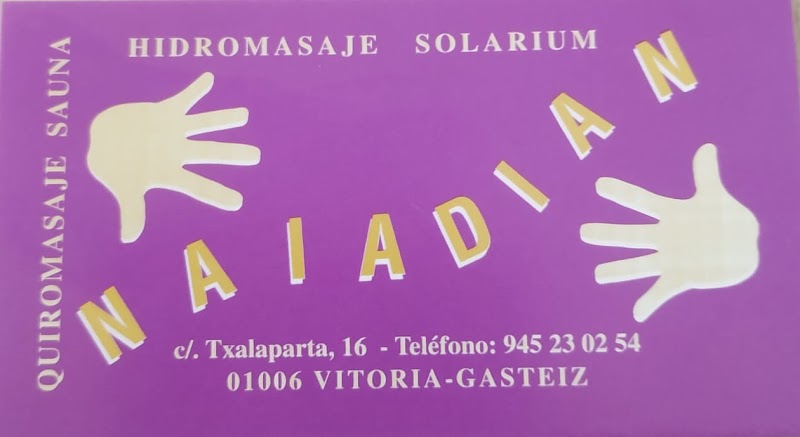 HIDROMASAJE SOLARIUM
QUIROMASAJE SAUNA
NAIADIAN
c/. Txalaparta, 16 - Teléfono: 945 23 02 54
01006 VITORIA-GASTEIZ